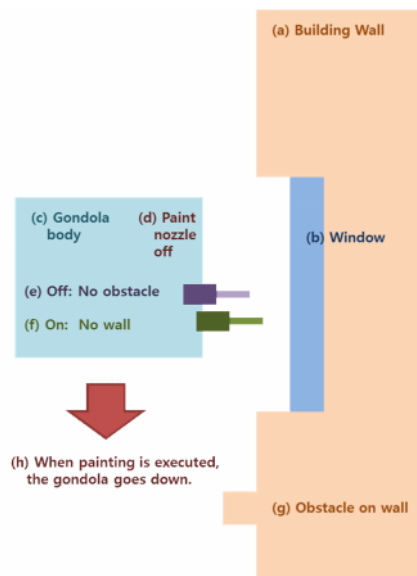 (a) Building Wall
(c) Gondola
body
(d) Paint
nozzle
off
(b) Window
(e) Off: No obstacle
(f) On: No wall
(h) When painting is executed,
the gondola goes down.
(g) Obstacle on wall